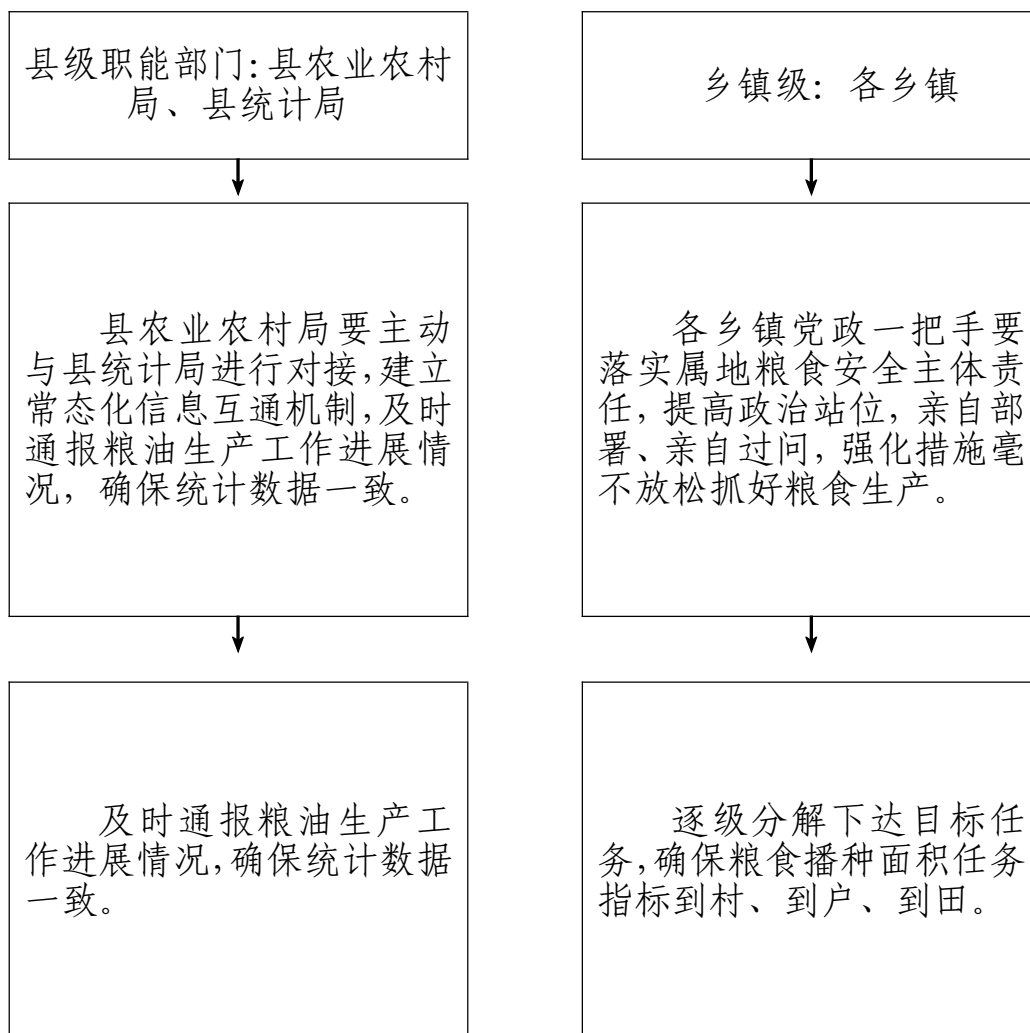 县级职能部门:县农业农村
局、县统计局
县农业农村局要主动
与县统计局进行对接,建立
常态化信息互通机制,及时
通报粮油生产工作进展情
况，确保统计数据一致。
及时通报粮油生产工
作进展情况,确保统计数据
一致。
乡镇级：各乡镇
各乡镇党政一把手要
落实属地粮食安全主体责
任，提高政治站位，亲自部
署、亲自过问，强化措施毫
不放松抓好粮食生产。
逐级分解下达目标任
务,确保粮食播种面积任务
指标到村、到户、到田。